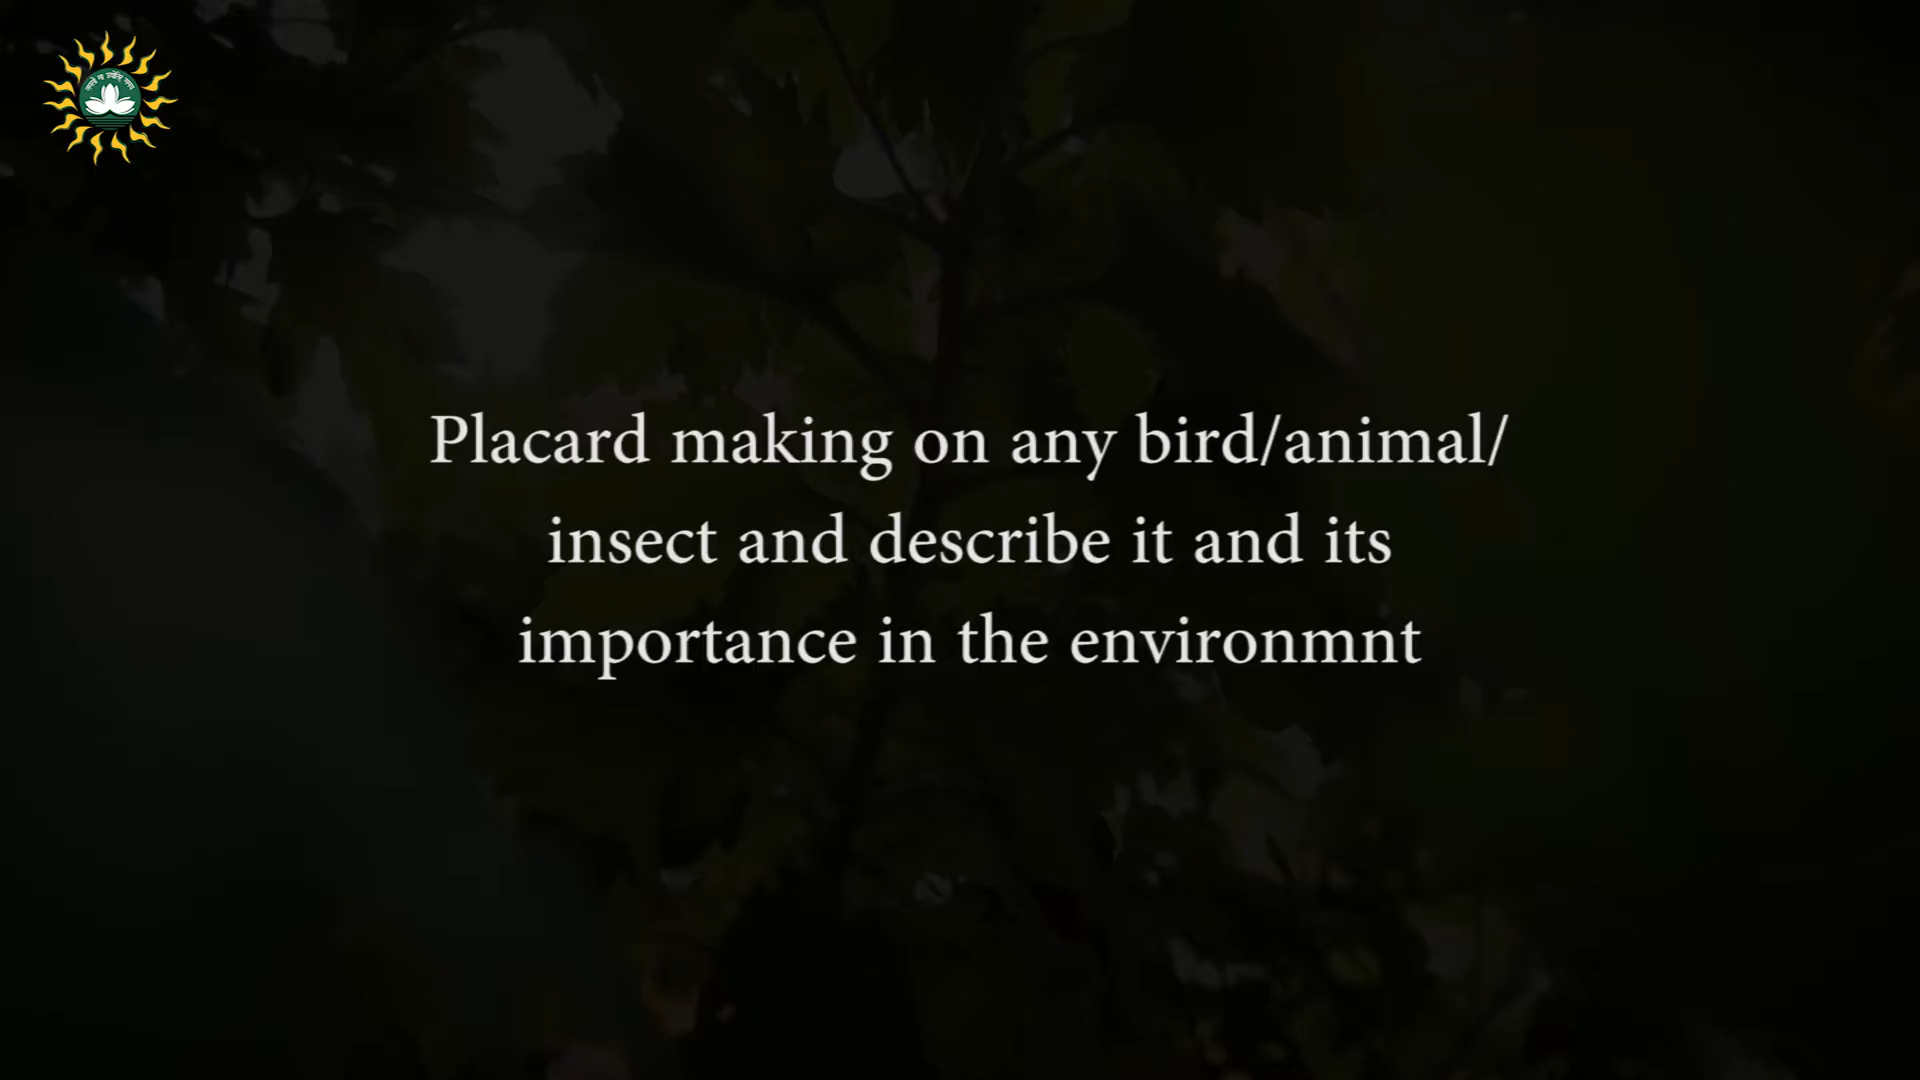 Placard making on any bird/animal/
insect and describe it and its
importance in the environmnt